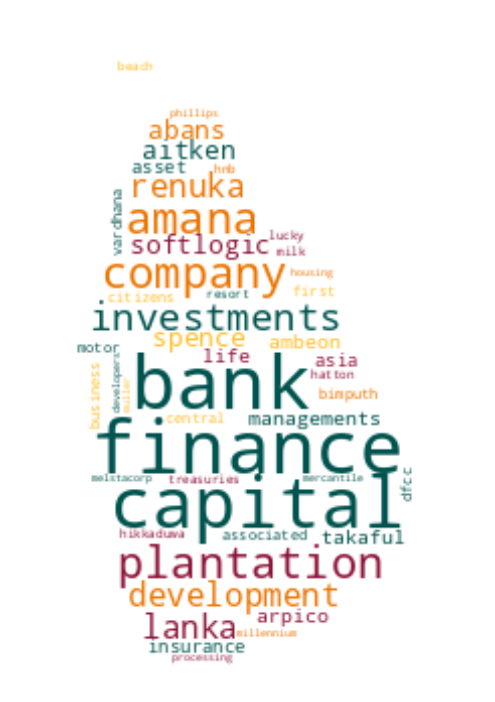 beach
phillips
abans
aitken
asset hnb
renuka
vardhana
amana
softlogic lucky
milk
company housing
citizens resort first
investments
spence ambeon
motor life asia
developers bank hatton
business miller bimputh
central managements
finance
melstacorp treasuries mercantile
capital dfcc
hikkaduwa associated takaful
plantation
development
lanka arpico
millennium
insurance
processing